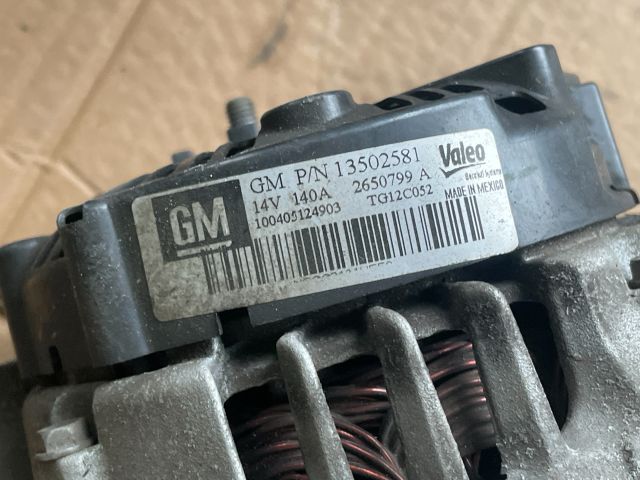 GM
GM P/N 13502581
14V 140A 2650799 A
100405124903 TG12C052
Valeo
MADE IN MEXICO